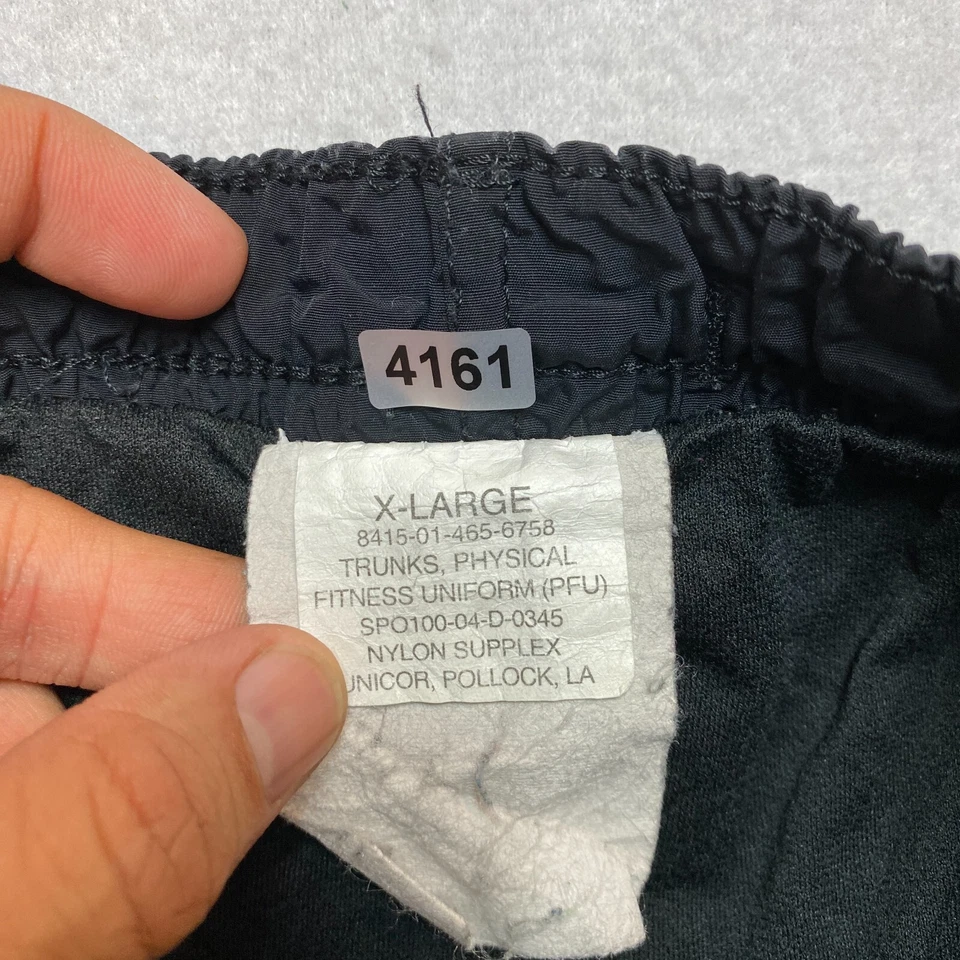 4161
X-LARGE
8415-01-465-6758
TRUNKS, PHYSICAL
FITNESS UNIFORM (PFU)
SPO100-04-D-0345
NYLON SUPPLEX
UNICOR, POLLOCK, LA